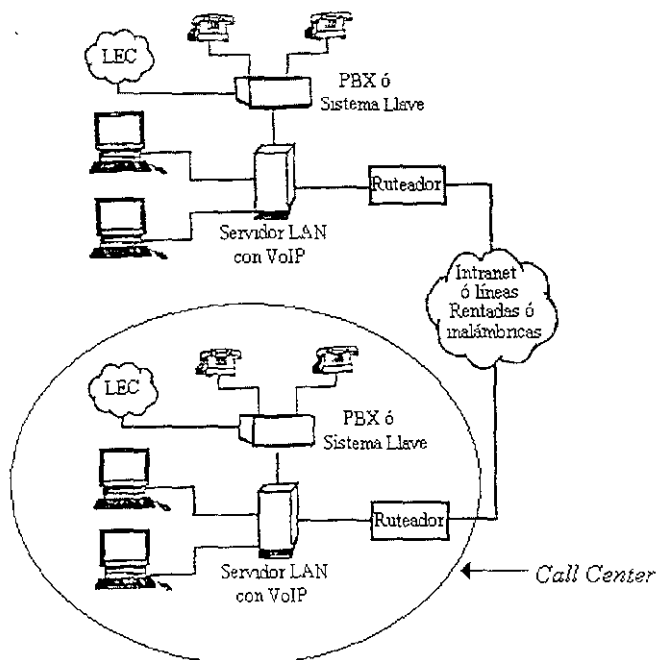 LEC
PBX ó
Sistema Llave
Ruteador
Servidor LAN
con VoIP
Intranet
ó líneas
Rentadas ó
inalámbricas
LEC
PBX ó
Sistema Llave
Ruteador
Servidor LAN
con VoIP
Call Center